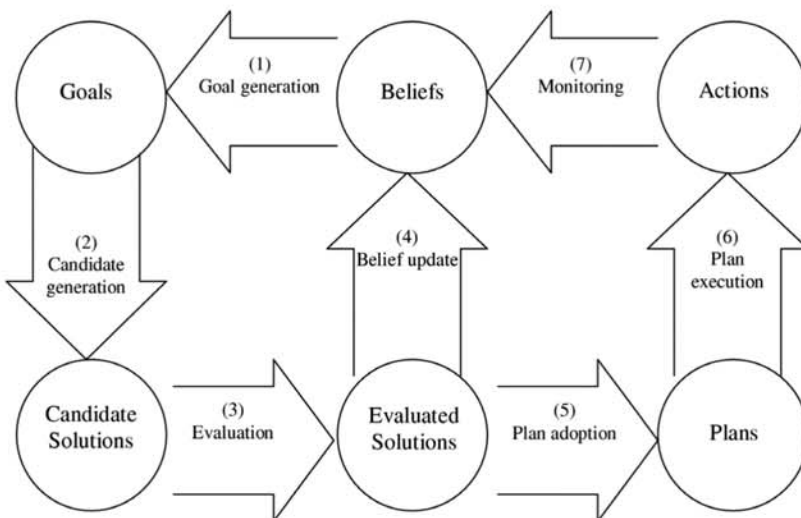 Goals
(1)
Goal generation
Beliefs
(7)
Monitoring
Actions
(2)
Candidate
generation
(4)
Belief update
(6)
Plan
execution
Candidate
Solutions
(3)
Evaluation
Evaluated
Solutions
(5)
Plan adoption
Plans